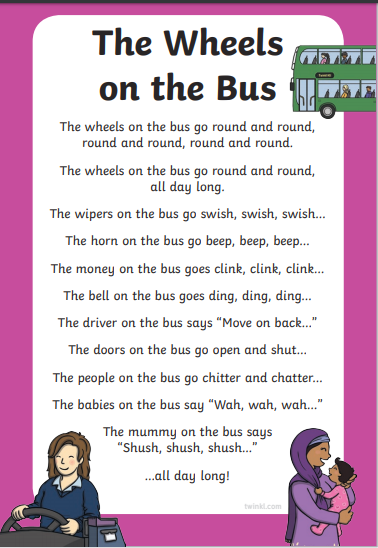 The Wheels
on the Bus
The wheels on the bus go round and round,
round and round, round and round.
The wheels on the bus go round and round,
all day long.
The wipers on the bus go swish, swish, swish...
The horn on the bus go beep, beep, beep...
The money on the bus goes clink, clink, clink...
The bell on the bus goes ding, ding, ding...
The driver on the bus says “Move on back...”
The doors on the bus go open and shut...
The people on the bus go chitter and chatter...
The babies on the bus say “Wah, wah, wah...”
The mummy on the bus says
“Shush, shush, shush...”
...all day long!
twinkl.com